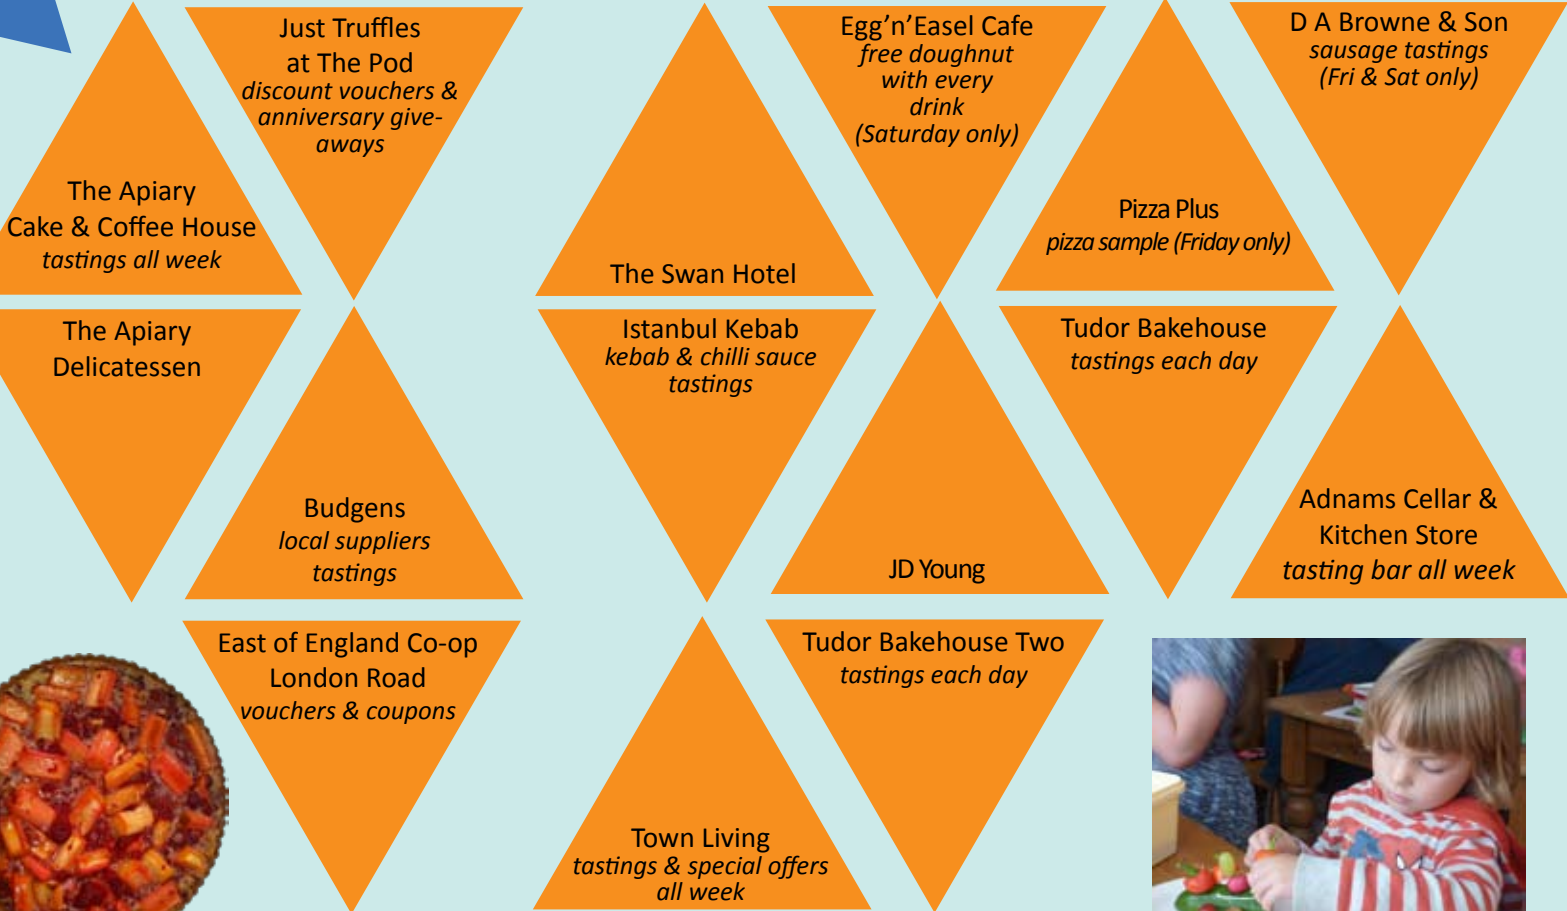 The Apiary
Cake & Coffee House
tastings all week
Just Truffles
at The Pod
discount vouchers &
anniversary give-
aways
The Swan Hotel
Egg’n’Easel Cafe
free doughnut
with every
drink
(Saturday only)
Pizza Plus
pizza sample (Friday only)
D A Browne & Son
sausage tastings
(Fri & Sat only)
The Apiary
Delicatessen
Budgens
local suppliers
tastings
Istanbul Kebab
kebab & chilli sauce
tastings
JD Young
Tudor Bakehouse
tastings each day
Adnams Cellar &
Kitchen Store
tasting bar all week
East of England Co-op
London Road
vouchers & coupons
Town Living
tastings & special offers
all week
Tudor Bakehouse Two
tastings each day